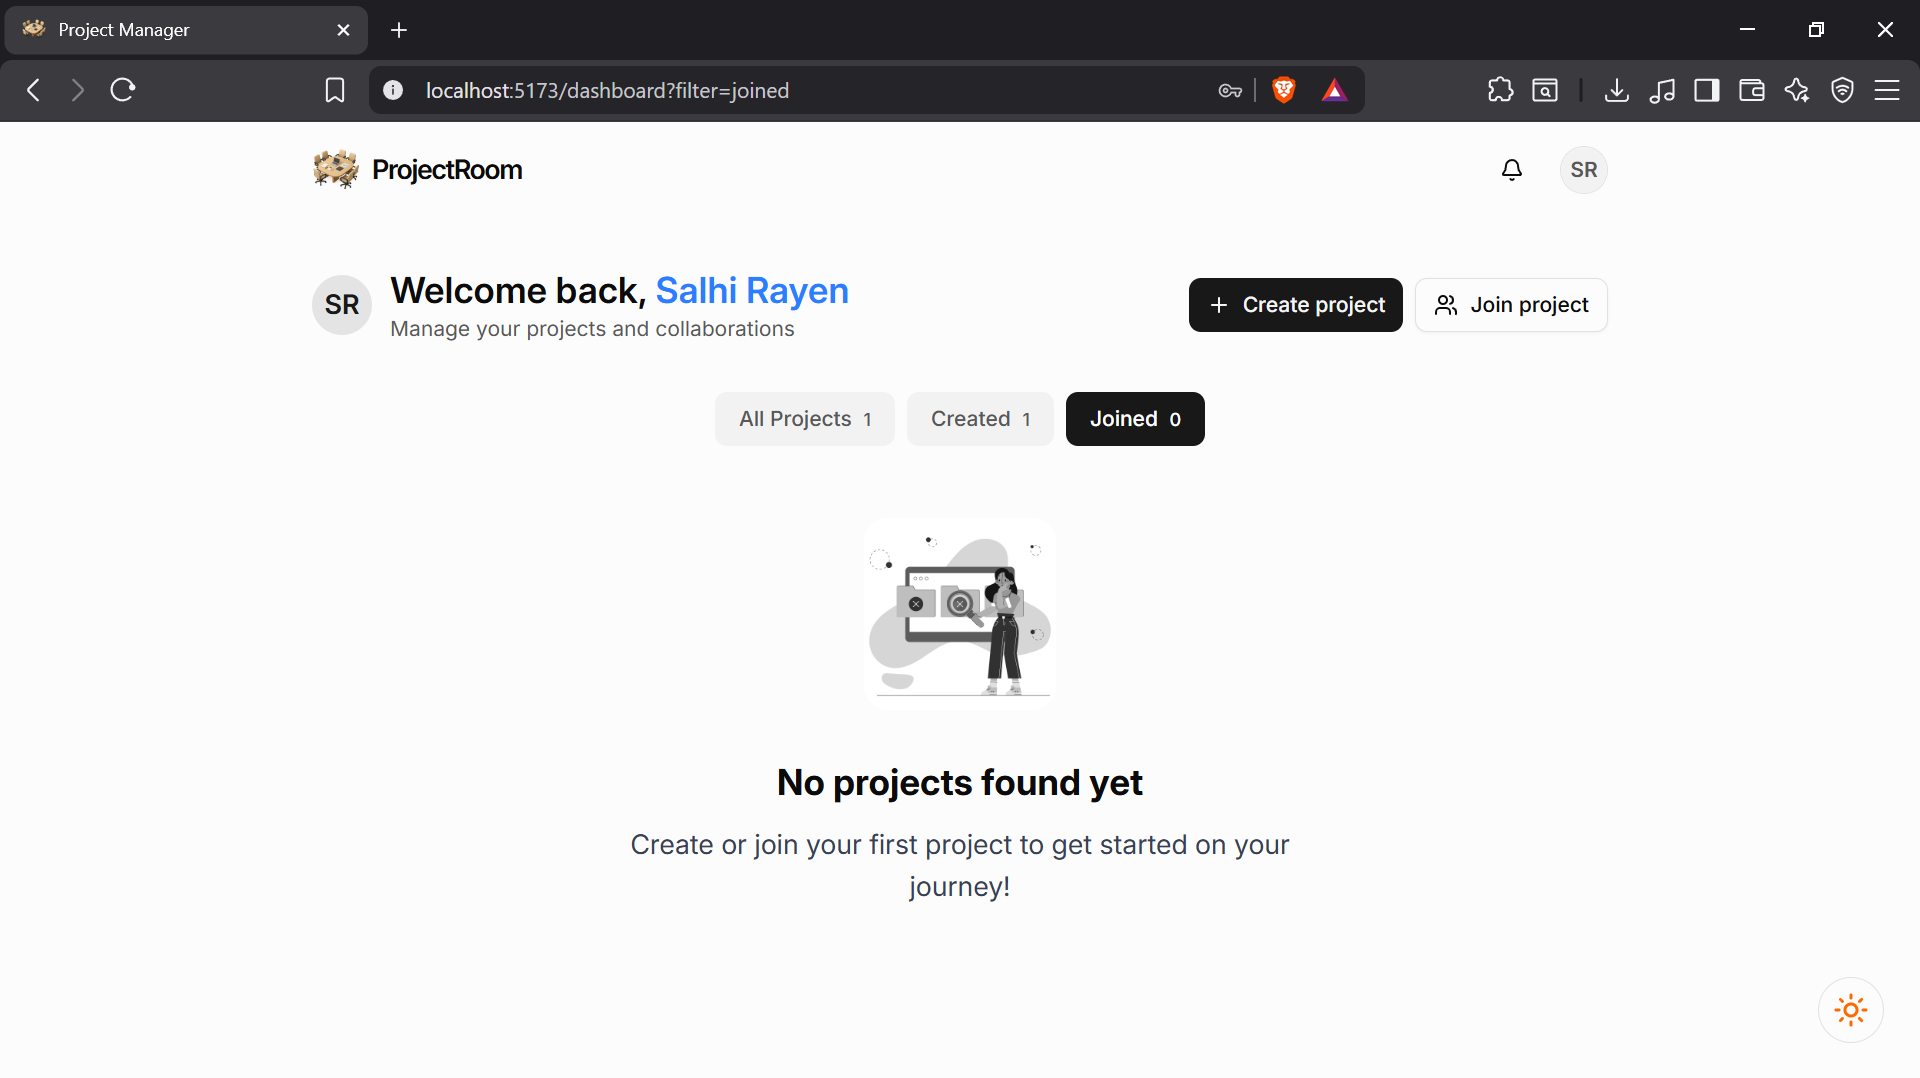 Project Manager
localhost:5173/dashboard?filter=joined
ProjectRoom
SR
SR
Welcome back, Salhi Rayen
Manage your projects and collaborations
Create project
Join project
All Projects 1
Created 1
Joined 0
No projects found yet
Create or join your first project to get started on your
journey!